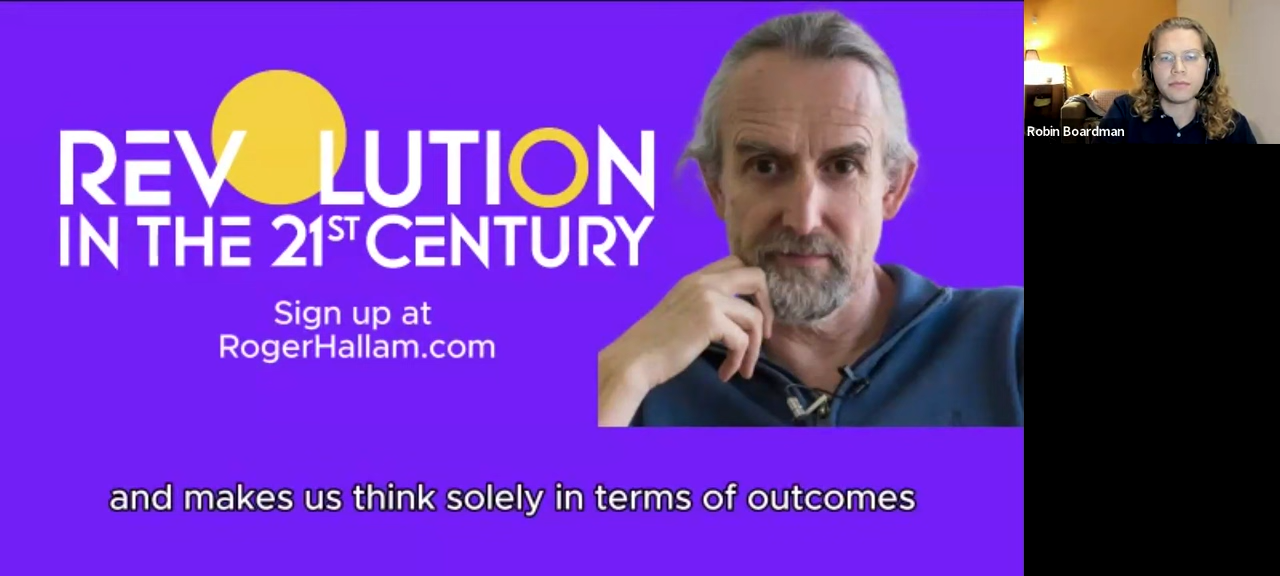 REVOLUTION
IN THE 21ST CENTURY
Sign up at
RogerHallam.com
and makes us think solely in terms of outcomes
Robin Boardman